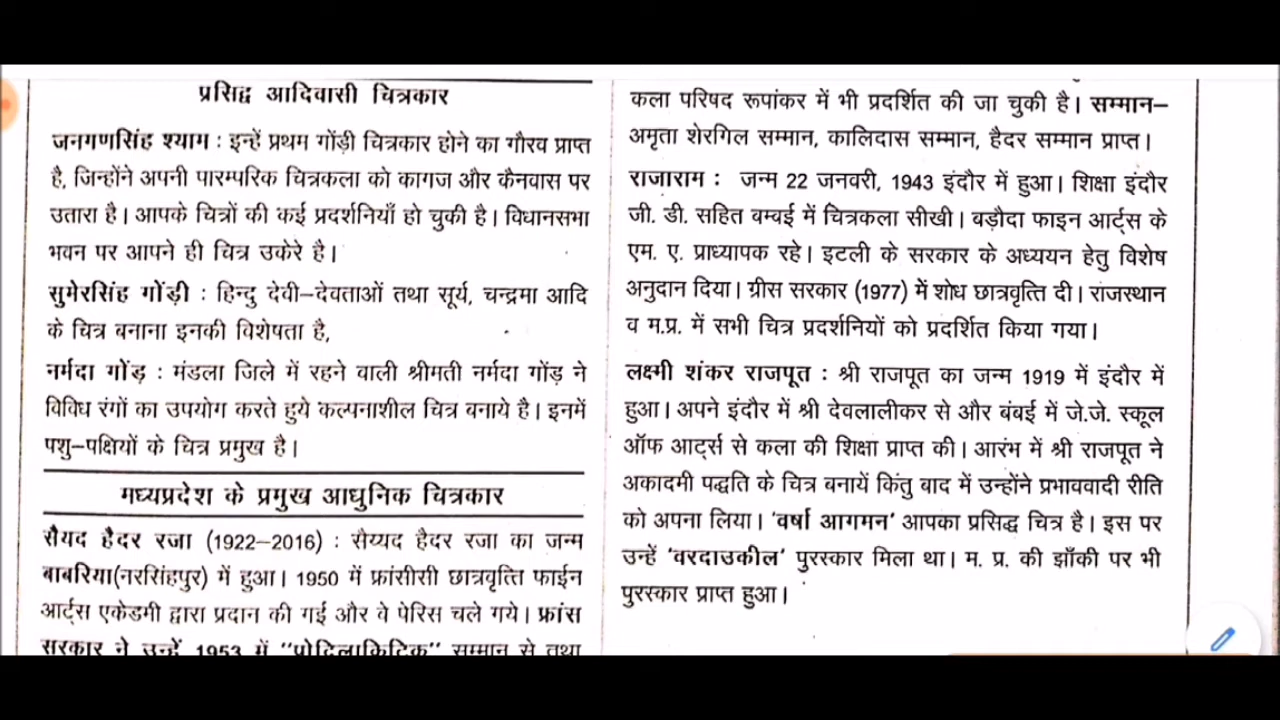 प्रसिद्व आदिवासी चित्रकार
जनगणसिंह श्याम : इन्हें प्रथम गोंड़ी चित्रकार होने का गौरव प्राप्त
है, जिन्होंने अपनी पारम्परिक चित्रकला को कागज और कैनवास पर
उतारा है। आपके चित्रों की कई प्रदर्शनियाँ हो चुकी है। विधानसभा
भवन पर आपने ही चित्र उकेरे है।
सुमेरसिंह गोंड़ी : हिन्दु देवी–देवताओं तथा सूर्य, चन्द्रमा आदि
के चित्र बनाना इनकी विशेषता है,
नर्मदा गोंड़ : मंडला जिले में रहने वाली श्रीमती नर्मदा गोंड़ ने
विविध रंगों का उपयोग करते हुये कल्पनाशील चित्र बनाये है। इनमें
पशु–पक्षियों के चित्र प्रमुख है।
मध्यप्रदेश के प्रमुख आधुनिक चित्रकार
सैयद हैदर रजा (1922–2016) : सैय्यद हैदर रजा का जन्म
बाबरिया(नरसिंहपुर) में हुआ। 1950 में फ्रांसीसी छात्रवृत्ति फाईन
आर्ट्स एकेडमी द्वारा प्रदान की गई और वे पेरिस चले गये। फ्रांस
सरकार ने उन्हें 1953 में "प्रोदिलाकिटिक" सम्मान से तथा
कला परिषद रूपांकर में भी प्रदर्शित की जा चुकी है। सम्मान–
अमृता शेरगिल सम्मान, कालिदास सम्मान, हैदर सम्मान प्राप्त।
राजाराम : जन्म 22 जनवरी, 1943 इंदौर में हुआ। शिक्षा इंदौर
जी. डी. सहित बम्बई में चित्रकला सीखी। बड़ौदा फाइन आर्ट्स के
एम. ए. प्राध्यापक रहे। इटली के सरकार के अध्ययन हेतु विशेष
अनुदान दिया। ग्रीस सरकार (1977) में शोध छात्रवृत्ति दी। राजस्थान
व म.प्र. में सभी चित्र प्रदर्शनियों को प्रदर्शित किया गया।
लक्ष्मी शंकर राजपूत : श्री राजपूत का जन्म 1919 में इंदौर में
हुआ। अपने इंदौर में श्री देवलालीकर से और बंबई में जे.जे. स्कूल
ऑफ आर्ट्स से कला की शिक्षा प्राप्त की। आरंभ में श्री राजपूत ने
अकादमी पद्धति के चित्र बनायें किंतु बाद में उन्होंने प्रभाववादी रीति
को अपना लिया। 'वर्षा आगमन' आपका प्रसिद्ध चित्र है। इस पर
उन्हें 'वरदाउकील' पुरस्कार मिला था। म. प्र. की झाँकी पर भी
पुरस्कार प्राप्त हुआ।